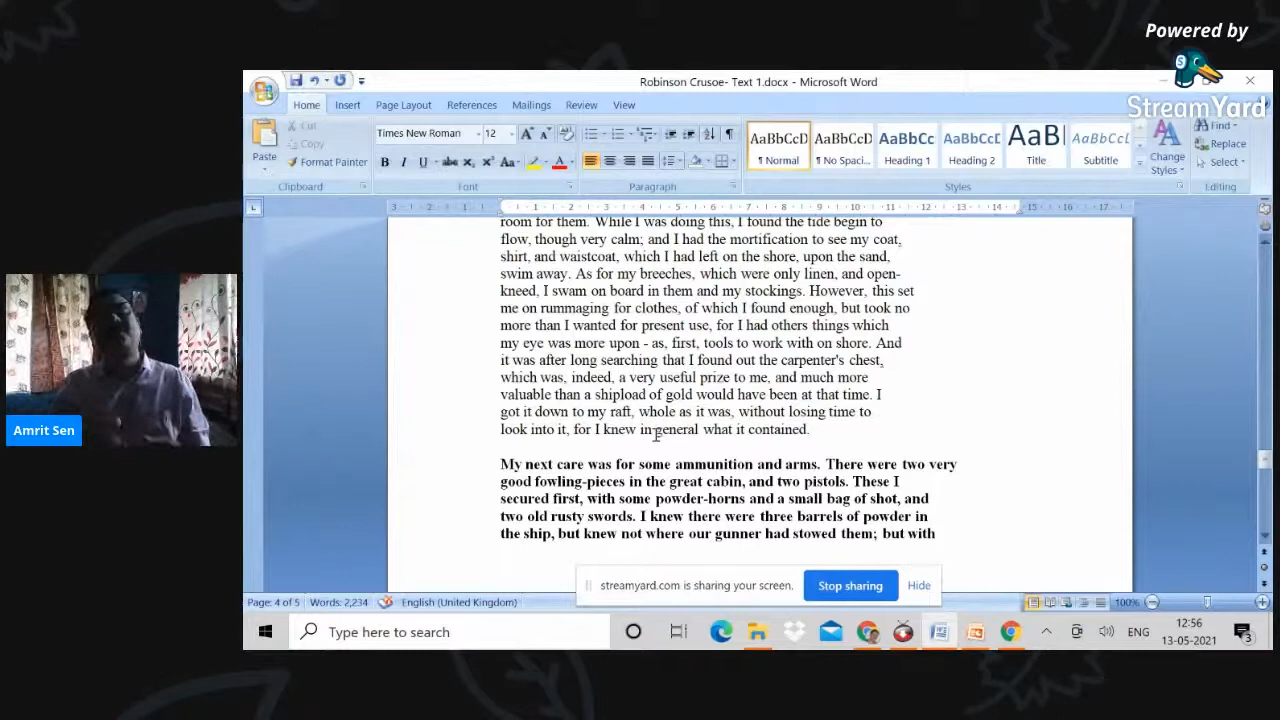 Powered by
StreamYard
Robinson Crusoe- Text 1.docx - Microsoft Word
Home Insert Page Layout References Mailings Review View
Cut
Copy
Format Painter
Paste
Times New Roman 12
AaBbCcD AaBbCcD AaBbCc AaBbCcD AaB AaBbCcL
¶ Normal ¶ No Spaci... Heading 1 Heading 2 Title Subtitle
Change
Styles
Find
Replace
Select
Clipboard Font Paragraph Styles Editing
room for them. While I was doing this, I found the tide begin to
flow, though very calm; and I had the mortification to see my coat,
shirt, and waistcoat, which I had left on the shore, upon the sand,
swim away. As for my breeches, which were only linen, and open-
kneed, I swam on board in them and my stockings. However, this set
me on rummaging for clothes, of which I found enough, but took no
more than I wanted for present use, for I had others things which
my eye was more upon - as, first, tools to work with on shore. And
it was after long searching that I found out the carpenter's chest,
which was, indeed, a very useful prize to me, and much more
valuable than a shipload of gold would have been at that time. I
got it down to my raft, whole as it was, without losing time to
look into it, for I knew in general what it contained.
My next care was for some ammunition and arms. There were two very
good fowling-pieces in the great cabin, and two pistols. These I
secured first, with some powder-horns and a small bag of shot, and
two old rusty swords. I knew there were three barrels of powder in
the ship, but knew not where our gunner had stowed them; but with
Amrit Sen
streamyard.com is sharing your screen. Stop sharing Hide
Page: 4 of 5 Words: 2,234 English (United Kingdom) 100%
Type here to search
ENG
12:56
13-05-2021
3